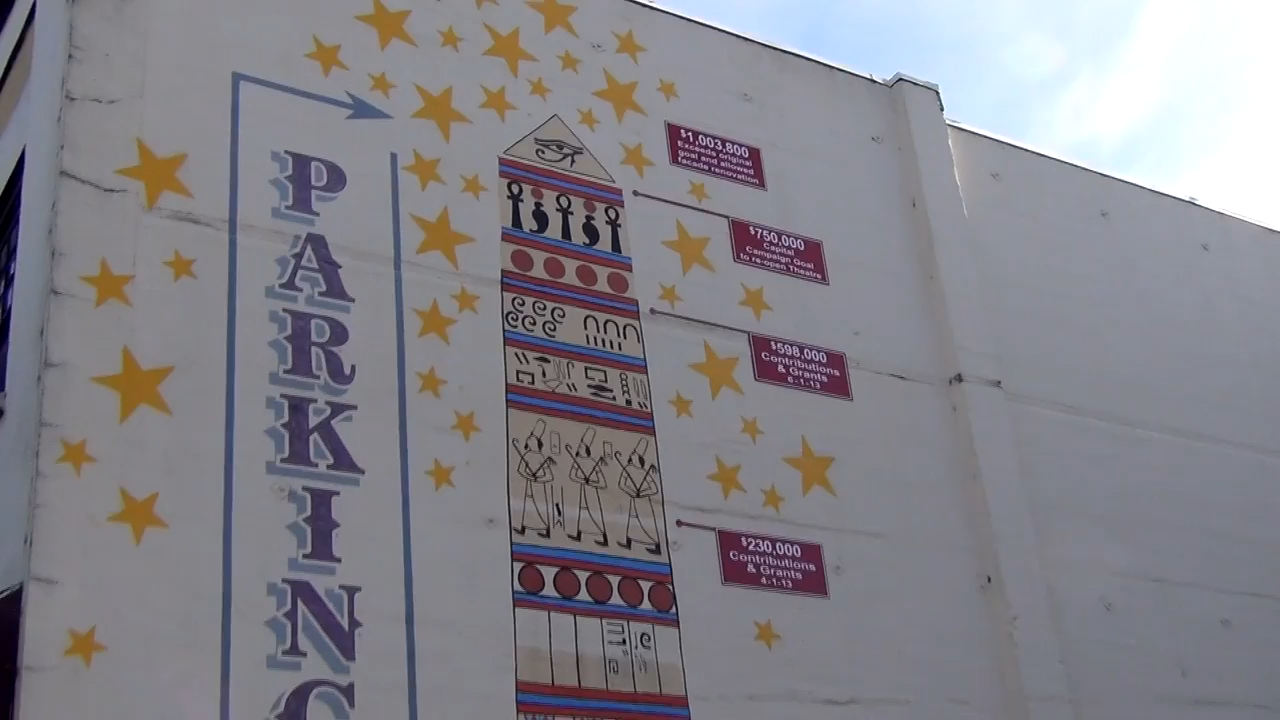 PARKING
$1,003,800
Exceeds original
goal and allowed
facade renovation
$750,000
Capital
Campaign Goal
to re-open Theatre
$598,000
Contributions
& Grants
6-1-13
$230,000
Contributions
& Grants
4-1-13